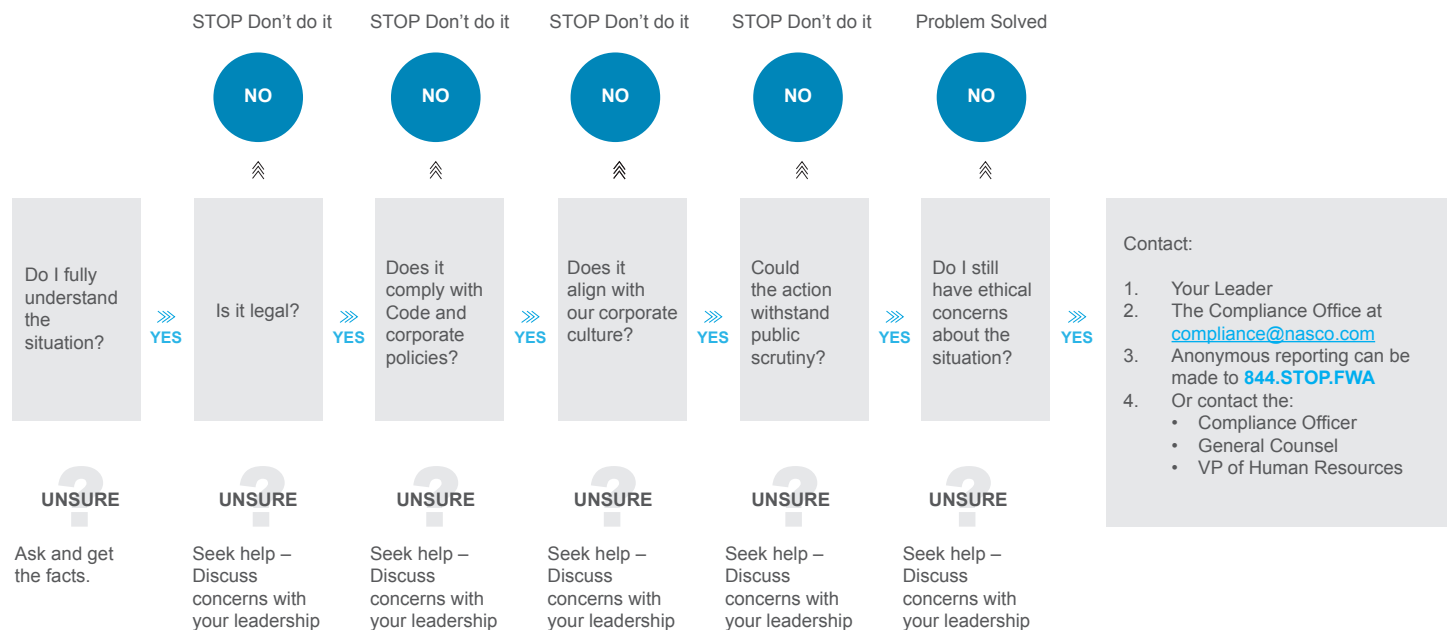 STOP Don’t do it
STOP Don’t do it
STOP Don’t do it
STOP Don’t do it
Problem Solved
NO
NO
NO
NO
NO
Do I fully
understand
the
situation?
YES
Is it legal?
YES
Does it
comply with
Code and
corporate
policies?
YES
Does it
align with
our corporate
culture?
YES
Could
the action
withstand
public
scrutiny?
YES
Do I still
have ethical
concerns
about the
situation?
YES
Contact:
1. Your Leader
2. The Compliance Office at
compliance@nasco.com
3. Anonymous reporting can be
made to 844.STOP.FWA
4. Or contact the:
• Compliance Officer
• General Counsel
• VP of Human Resources
?
UNSURE
?
UNSURE
?
UNSURE
?
UNSURE
?
UNSURE
?
UNSURE
Ask and get
the facts.
Seek help –
Discuss
concerns with
your leadership
Seek help –
Discuss
concerns with
your leadership
Seek help –
Discuss
concerns with
your leadership
Seek help –
Discuss
concerns with
your leadership
Seek help –
Discuss
concerns with
your leadership